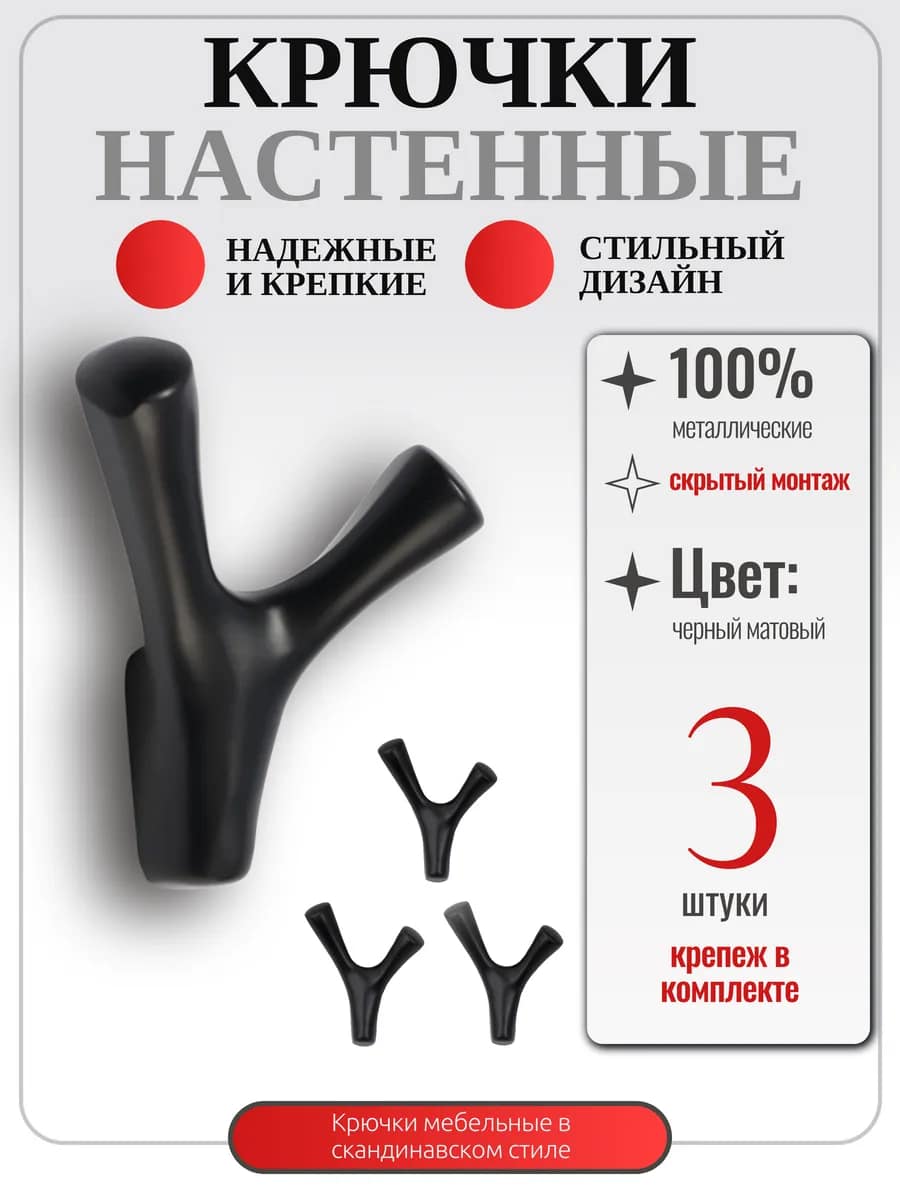 КРЮЧКИ
НАСТЕННЫЕ
НАДЕЖНЫЕ
И КРЕПКИЕ
СТИЛЬНЫЙ
ДИЗАЙН
100%
металлические
скрытый монтаж
Цвет:
черный матовый
3
штуки
крепеж в
комплекте
Крючки мебельные в
скандинавском стиле